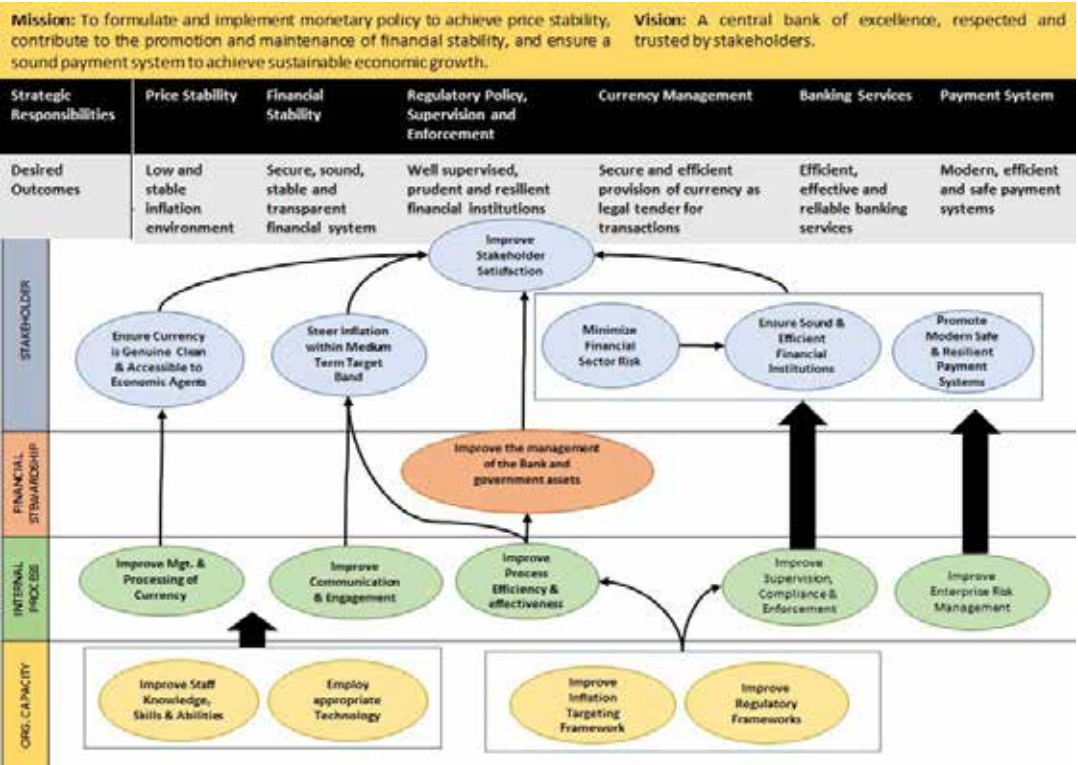 Mission: To formulate and implement monetary policy to achieve price stability,
contribute to the promotion and maintenance of financial stability, and ensure a
sound payment system to achieve sustainable economic growth.
Vision: A central bank of excellence, respected and
trusted by stakeholders.
Strategic
Responsibilities
Price Stability
Financial
Stability
Regulatory Policy,
Supervision and
Enforcement
Currency Management
Banking Services
Payment System
Desired
Outcomes
Low and
stable
inflation
environment
Secure, sound,
stable and
transparent
financial system
Well supervised,
prudent and resilient
financial institutions
Secure and efficient
provision of currency as
legal tender for
transactions
Efficient,
effective and
reliable banking
services
Modern, efficient
and safe payment
systems
STAKEHOLDER
Improve
Stakeholder
Satisfaction
Ensure Currency
is Genuine Clean
& Accessible to
Economic Agents
Steer Inflation
within Medium
Term Target
Band
Minimize
Financial
Sector Risk
Ensure Sound &
Efficient
Financial
Institutions
Promote
Modern Safe
& Resilient
Payment
Systems
FINANCIAL
STEWARDSHIP
Improve the management
of the Bank and
government assets
INTERNAL
PROCESS
Improve Mgt. &
Processing of
Currency
Improve
Communication
& Engagement
Improve
Process
Efficiency &
effectiveness
Improve
Supervision,
Compliance &
Enforcement
Improve
Enterprise Risk
Management
ORG. CAPACITY
Improve Staff
Knowledge,
Skills & Abilities
Employ
appropriate
Technology
Improve
Inflation
Targeting
Framework
Improve
Regulatory
Frameworks